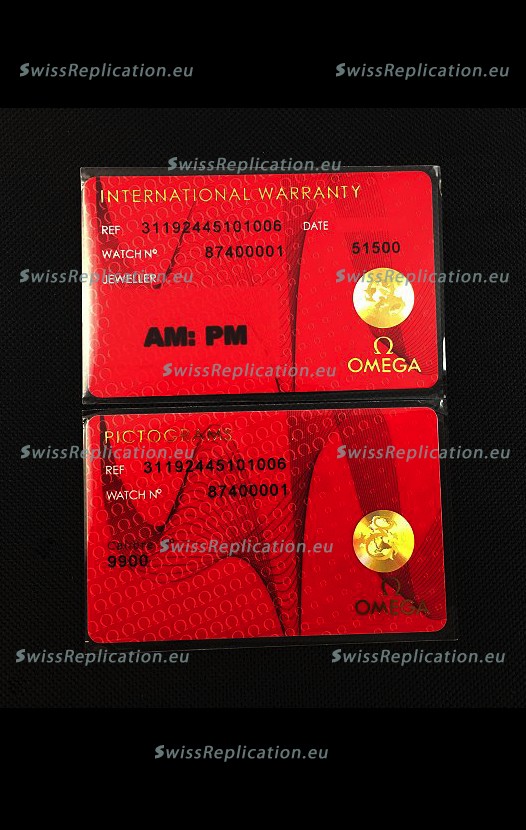 SwissReplication.eu SwissReplication.eu
SwissReplication.eu
INTERNATIONAL WARRANTY
REF 31192445101006 DATE
WATCH Nº 87400001 51500
SwissReplication.eu SwissReplication.eu
JEWELLER
AM: PM
Ω
OMEGA
SwissReplication.eu
PICTOGRAMS
SwissReplication.eu SwissReplication.eu
REF 31192445101006
WATCH Nº 87400001
SwissReplication.eu
9900
Ω
OMEGA
SwissReplication.eu SwissReplication.eu
SwissReplication.eu